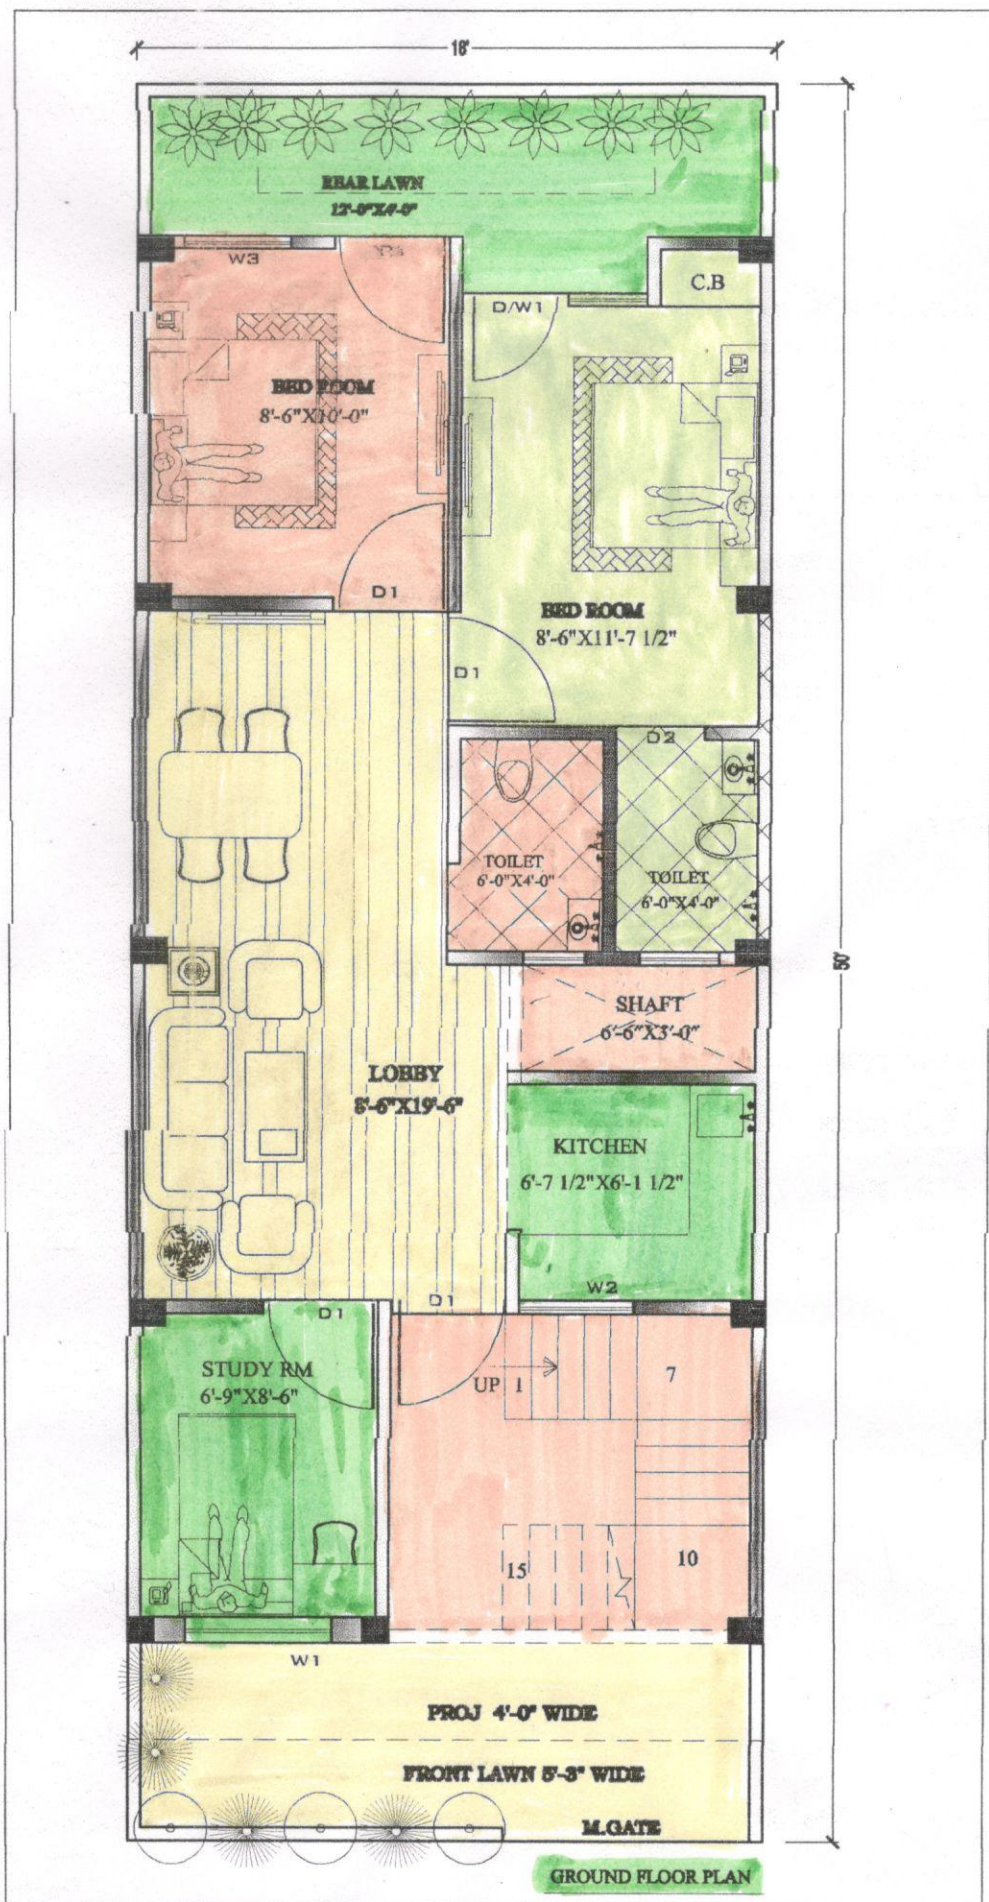 18'
REAR LAWN
12'-0"X4'-0"
W3
C.B
D/W1
BED ROOM
8'-6"X10'-0"
D1
BED ROOM
8'-6"X11'-7 1/2"
D1
D2
TOILET
6'-0"X4'-0"
TOILET
6'-0"X4'-0"
50'
SHAFT
6'-6"X3'-0"
LOBBY
8'-6"X19'-6"
KITCHEN
6'-7 1/2"X6'-1 1/2"
W2
D1
D1
STUDY RM
6'-9"X8'-6"
UP 1
7
10
15
W1
PROJ 4'-0" WIDE
FRONT LAWN 5'-3" WIDE
M.GATE
GROUND FLOOR PLAN